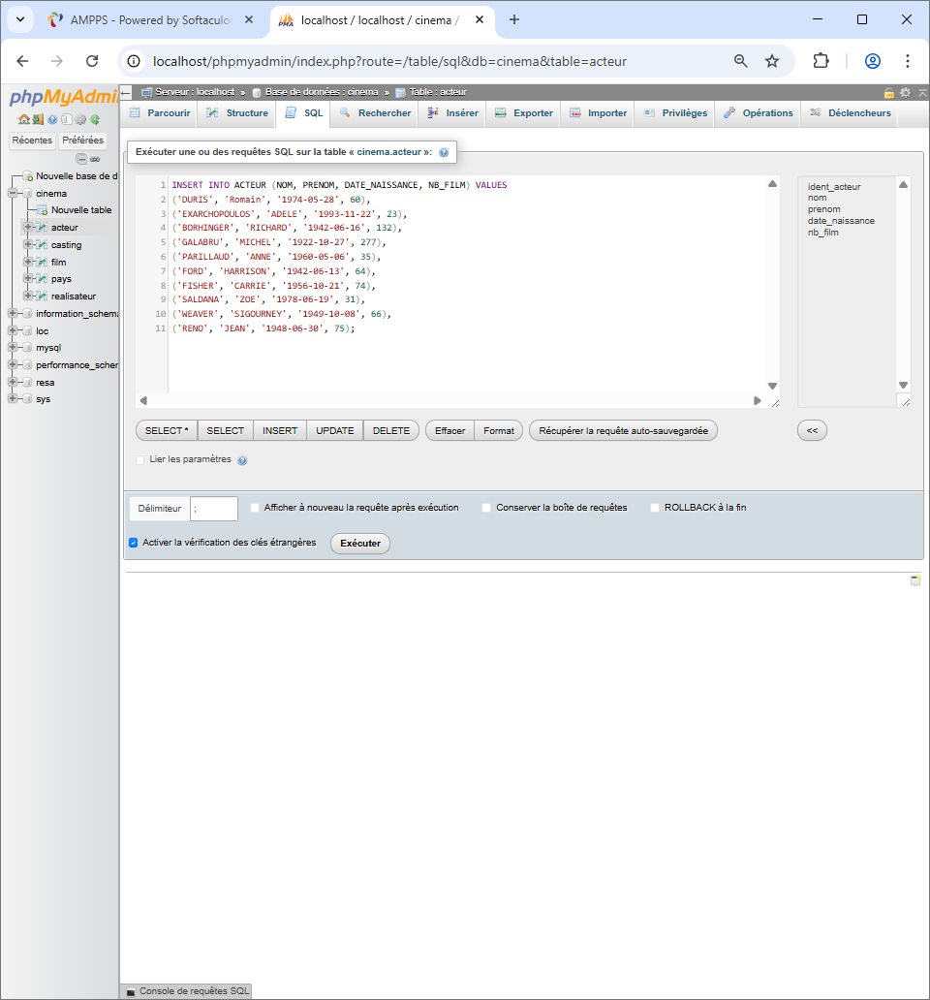 AMPPS - Powered by Softaculo
localhost / localhost / cinema /
localhost/phpmyadmin/index.php?route=/table/sql&db=cinema&table=acteur
phpMyAdmi
Récentes Préférées
Nouvelle base de d
cinema
Nouvelle table
acteur
casting
film
pays
realisateur
information_schema
loc
mysql
performance_schem
resa
sys
Serveur : localhost » Base de données : cinema » Table : acteur
Parcourir Structure SQL Rechercher Insérer Exporter Importer Privilèges Opérations Déclencheurs
Exécuter une ou des requêtes SQL sur la table « cinema.acteur »:
1 INSERT INTO ACTEUR (NOM, PRENOM, DATE_NAISSANCE, NB_FILM) VALUES
2 ('DURIS', 'Romain', '1974-05-28', 60),
3 ('EXARCHOPOULOS', 'ADELE', '1993-11-22', 23),
4 ('BORHINGER', 'RICHARD', '1942-06-16', 132),
5 ('GALABRU', 'MICHEL', '1922-10-27', 277),
6 ('PARILLAUD', 'ANNE', '1960-05-06', 35),
7 ('FORD', 'HARRISON', '1942-06-13', 64),
8 ('FISHER', 'CARRIE', '1956-10-21', 74),
9 ('SALDANA', 'ZOE', '1978-06-19', 31),
10 ('WEAVER', 'SIGOURNEY', '1949-10-08', 66),
11 ('RENO', 'JEAN', '1948-06-30', 75);
ident_acteur
nom
prenom
date_naissance
nb_film
SELECT * SELECT INSERT UPDATE DELETE Effacer Format Récupérer la requête auto-sauvegardée <<
Lier les paramètres
Délimiteur ; Afficher à nouveau la requête après exécution Conserver la boîte de requêtes ROLLBACK à la fin
Activer la vérification des clés étrangères Exécuter
Console de requêtes SQL